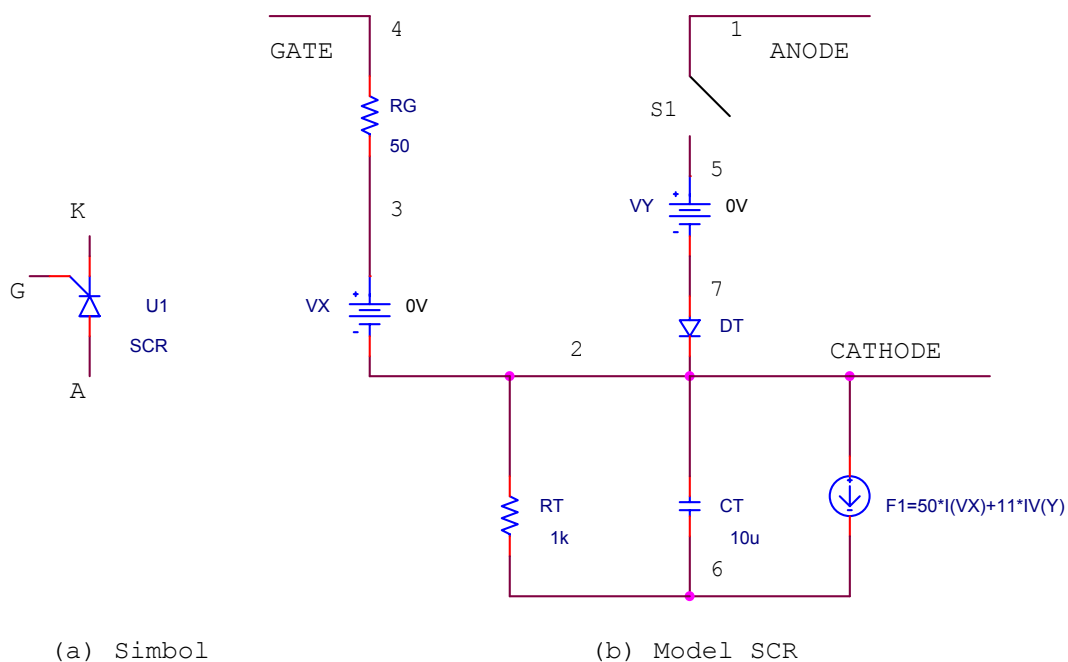 4
GATE
RG
50
3
VX
0V
1
ANODE
S1
5
VY
0V
7
DT
2
CATHODE
K
G
U1
SCR
A
RT
1k
CT
10u
F1=50*I(VX)+11*IV(Y)
6
(a) Simbol
(b) Model SCR